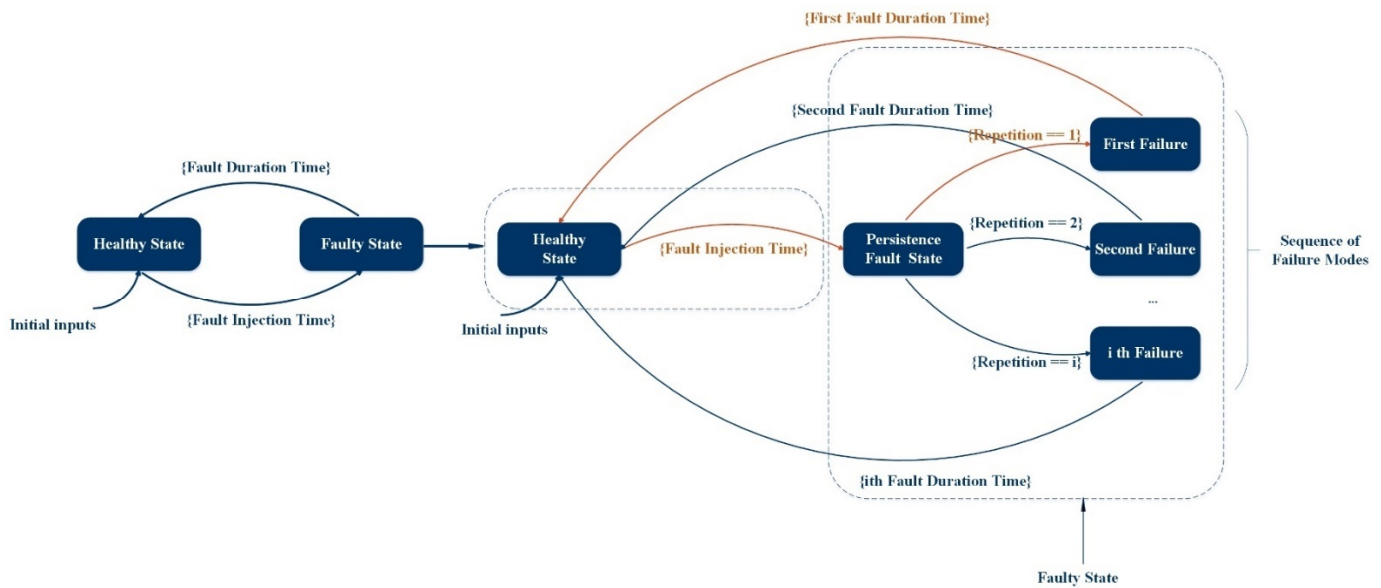 {First Fault Duration Time}
{Second Fault Duration Time}
{Repetition == 1}
First Failure
{Fault Duration Time}
Healthy State
Faulty State
Healthy
State
{Fault Injection Time}
Persistence
Fault State
{Repetition == 2}
Second Failure
Sequence of
Failure Modes
...
Initial inputs
{Fault Injection Time}
Initial inputs
i th Failure
{Repetition == i}
{ith Fault Duration Time}
Faulty State